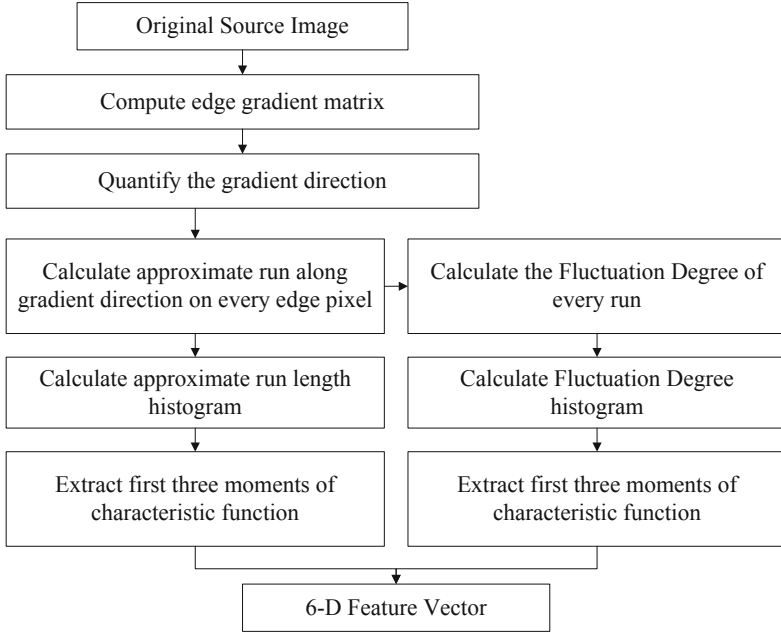 Original Source Image
Compute edge gradient matrix
Quantify the gradient direction
Calculate approximate run along
gradient direction on every edge pixel
Calculate the Fluctuation Degree of
every run
Calculate approximate run length
histogram
Calculate Fluctuation Degree
histogram
Extract first three moments of
characteristic function
Extract first three moments of
characteristic function
6-D Feature Vector